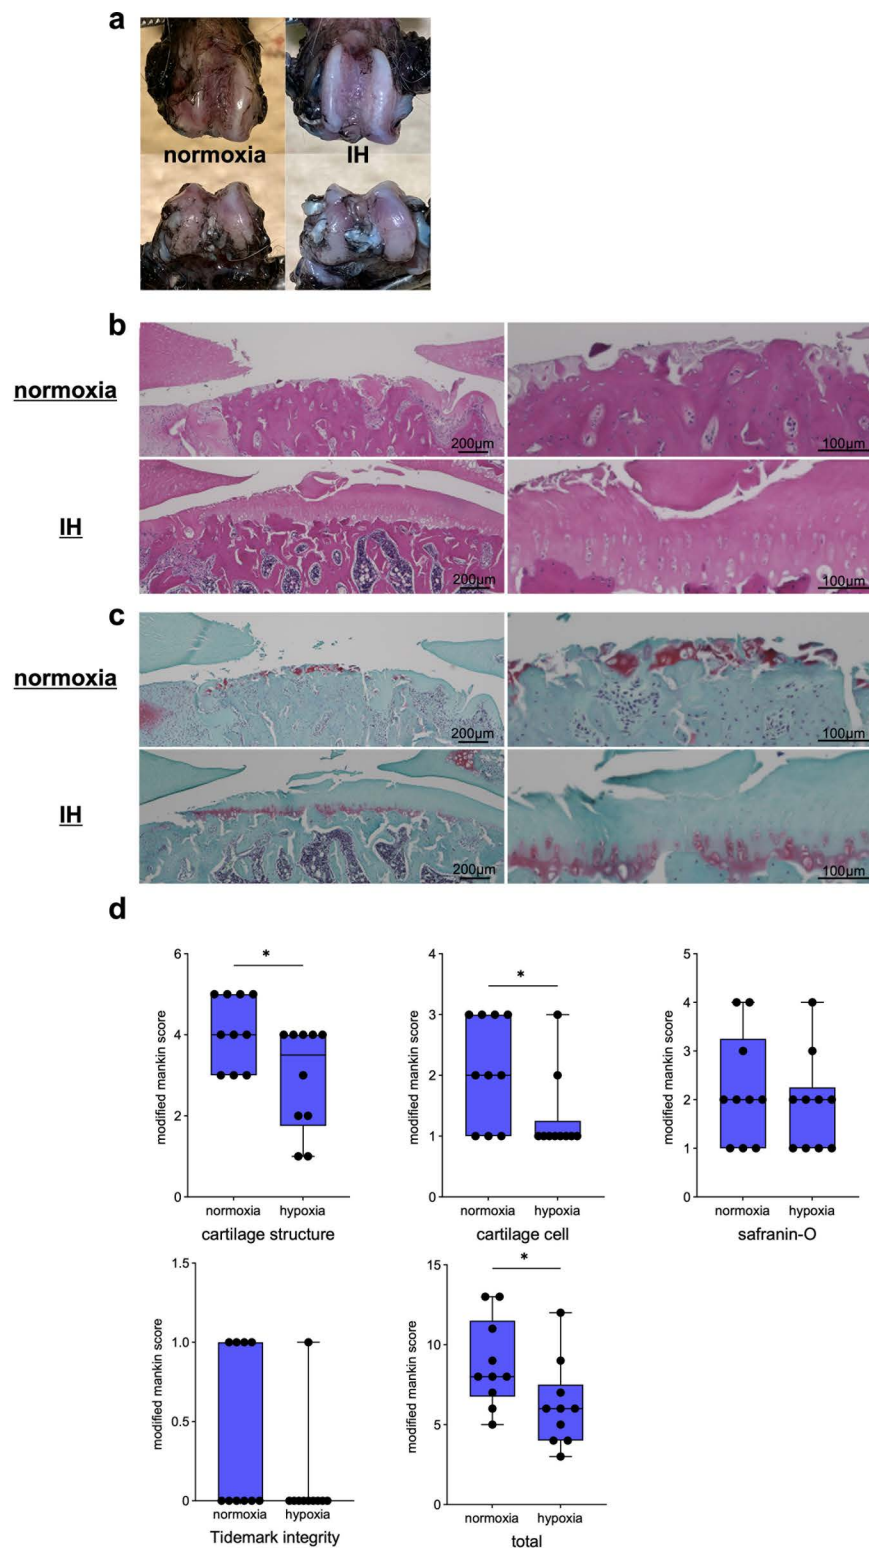 a
normoxia
IH
b
normoxia
200μm
100μm
IH
200μm
100μm
c
normoxia
200μm
100μm
IH
200μm
100μm
d
modified mankin score
6
4
2
0
*
normoxia
hypoxia
cartilage structure
modified mankin score
4
3
2
1
0
*
normoxia
hypoxia
cartilage cell
modified mankin score
5
4
3
2
1
0
normoxia
hypoxia
safranin-O
modified mankin score
1.5
1.0
0.5
0
normoxia
hypoxia
Tidemark integrity
modified mankin score
15
10
5
0
*
normoxia
hypoxia
total